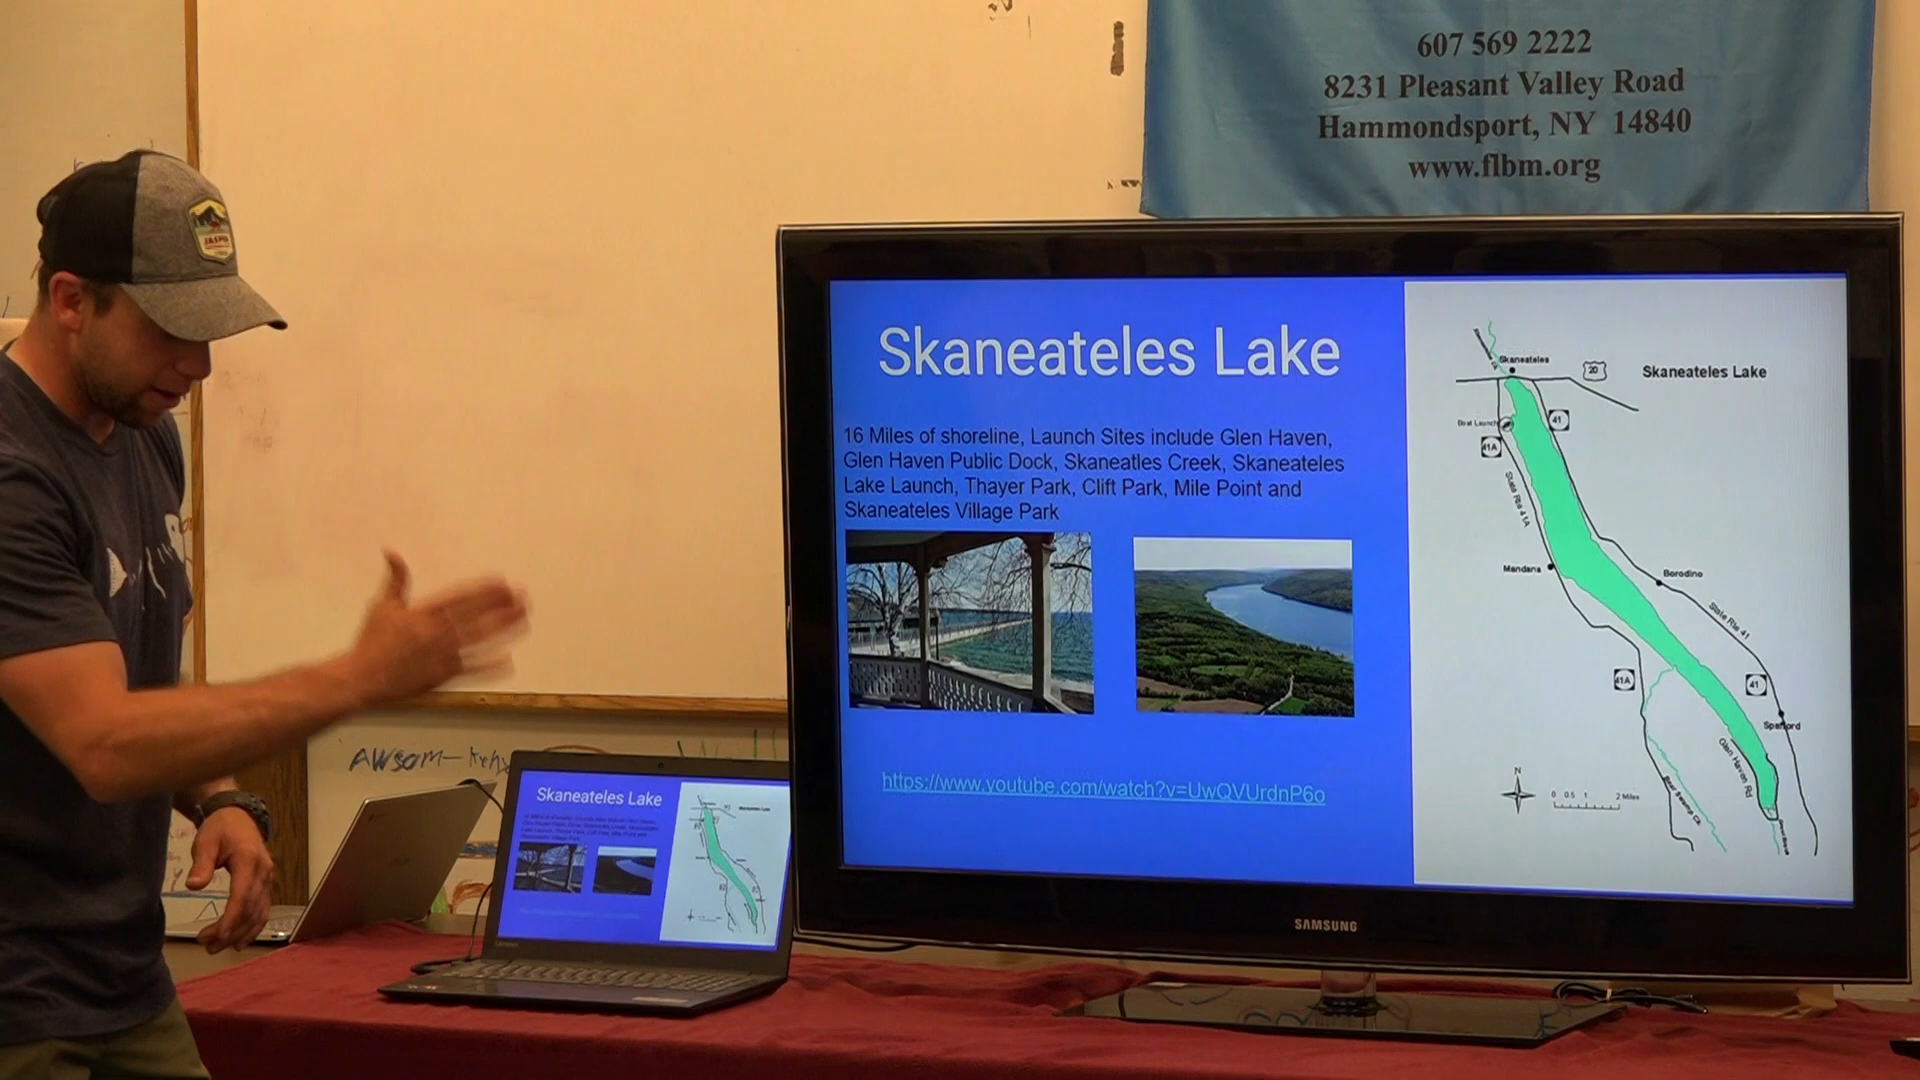 607 569 2222
8231 Pleasant Valley Road
Hammondsport, NY 14840
www.flbm.org
JASPER
Skaneateles Lake
16 Miles of shoreline, Launch Sites include Glen Haven,
Glen Haven Public Dock, Skaneatles Creek, Skaneateles
Lake Launch, Thayer Park, Clift Park, Mile Point and
Skaneateles Village Park
https://www.youtube.com/watch?v=UwQVUrdnP6o
Skaneateles
20
Skaneateles Lake
Boat Launch
41
41A
State Rte 41A
Mandana
Borodino
State Rte 41
41A
41
Spafford
Glen Haven Rd
N
0 0.5 1 2 Miles
SAMSUNG
AWSOM—
Skaneateles Lake
Lenovo